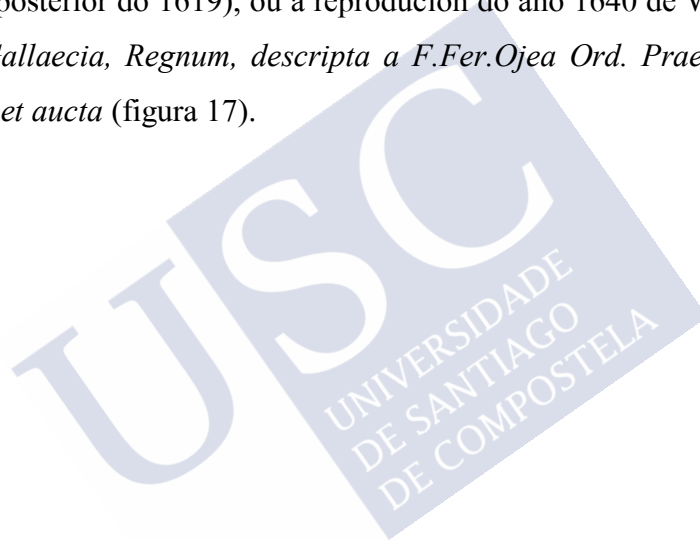 posterior do 1619), ou a reprodución do ano 1640 de W
allaecia, Regnum, descripta a F.Fer.Ojea Ord. Prae
et aucta (figura 17).
USC
UNIVERSIDADE
DE SANTIAGO
DE COMPOSTELA